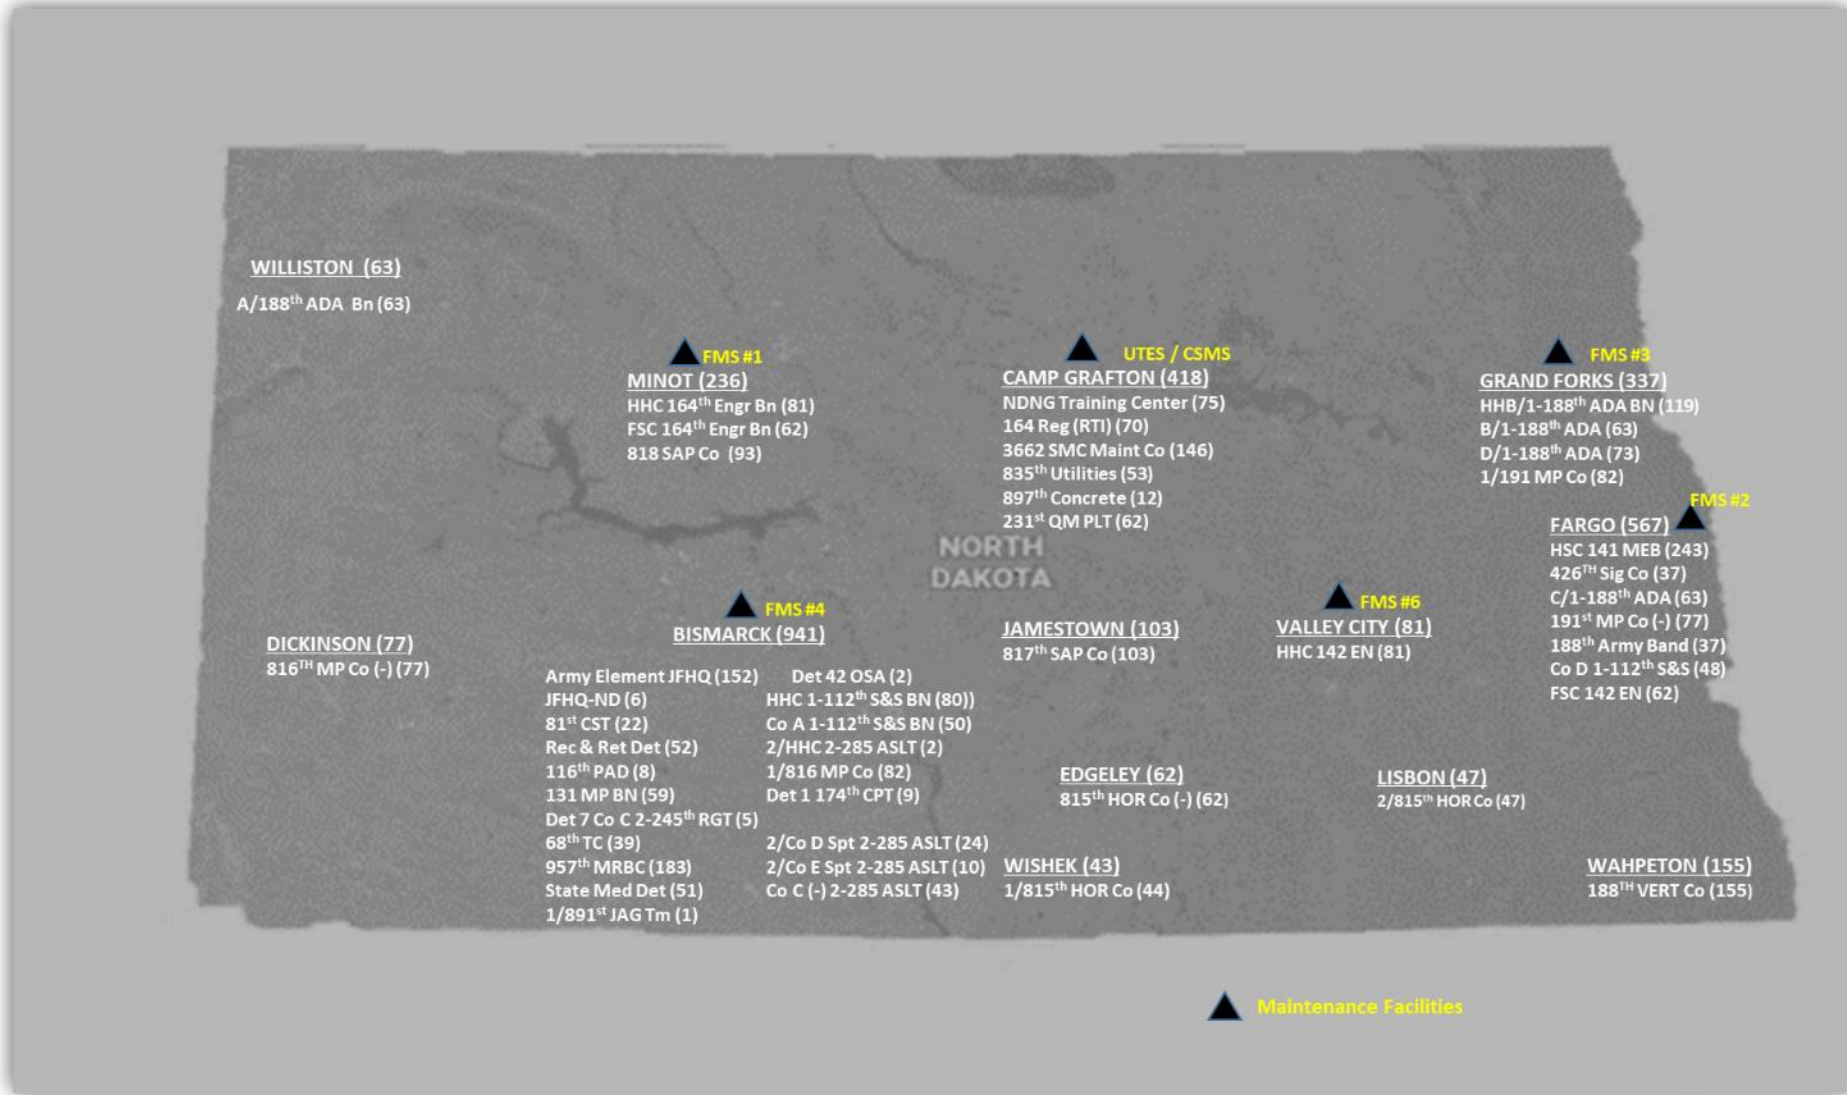 WILLISTON (63)
A/188th ADA Bn (63)
FMS #1
MINOT (236)
HHC 164th Engr Bn (81)
FSC 164th Engr Bn (62)
818 SAP Co (93)
UTES / CSMS
CAMP GRAFTON (418)
NDNG Training Center (75)
164 Reg (RTI) (70)
3662 SMC Maint Co (146)
835th Utilities (53)
897th Concrete (12)
231st QM PLT (62)
FMS #3
GRAND FORKS (337)
HHB/1-188th ADA BN (119)
B/1-188th ADA (63)
D/1-188th ADA (73)
1/191 MP Co (82)
FMS #2
FARGO (567)
HSC 141 MEB (243)
426TH Sig Co (37)
C/1-188th ADA (63)
191st MP Co (-) (77)
188th Army Band (37)
Co D 1-112th S&S (48)
FSC 142 EN (62)
NORTH
DAKOTA
DICKINSON (77)
816TH MP Co (-) (77)
FMS #4
BISMARCK (941)
Army Element JFHQ (152)
JFHQ-ND (6)
81st CST (22)
Rec & Ret Det (52)
116th PAD (8)
131 MP BN (59)
Det 7 Co C 2-245th RGT (5)
68th TC (39)
957th MRBC (183)
State Med Det (51)
1/891st JAG Tm (1)
Det 42 OSA (2)
HHC 1-112th S&S BN (80))
Co A 1-112th S&S BN (50)
2/HHC 2-285 ASLT (2)
1/816 MP Co (82)
Det 1 174th CPT (9)
2/Co D Spt 2-285 ASLT (24)
2/Co E Spt 2-285 ASLT (10)
Co C (-) 2-285 ASLT (43)
JAMESTOWN (103)
817th SAP Co (103)
FMS #6
VALLEY CITY (81)
HHC 142 EN (81)
EDGELEY (62)
815th HOR Co (-) (62)
LISBON (47)
2/815th HOR Co (47)
WISHEK (43)
1/815th HOR Co (44)
WAHPETON (155)
188TH VERT Co (155)
Maintenance Facilities